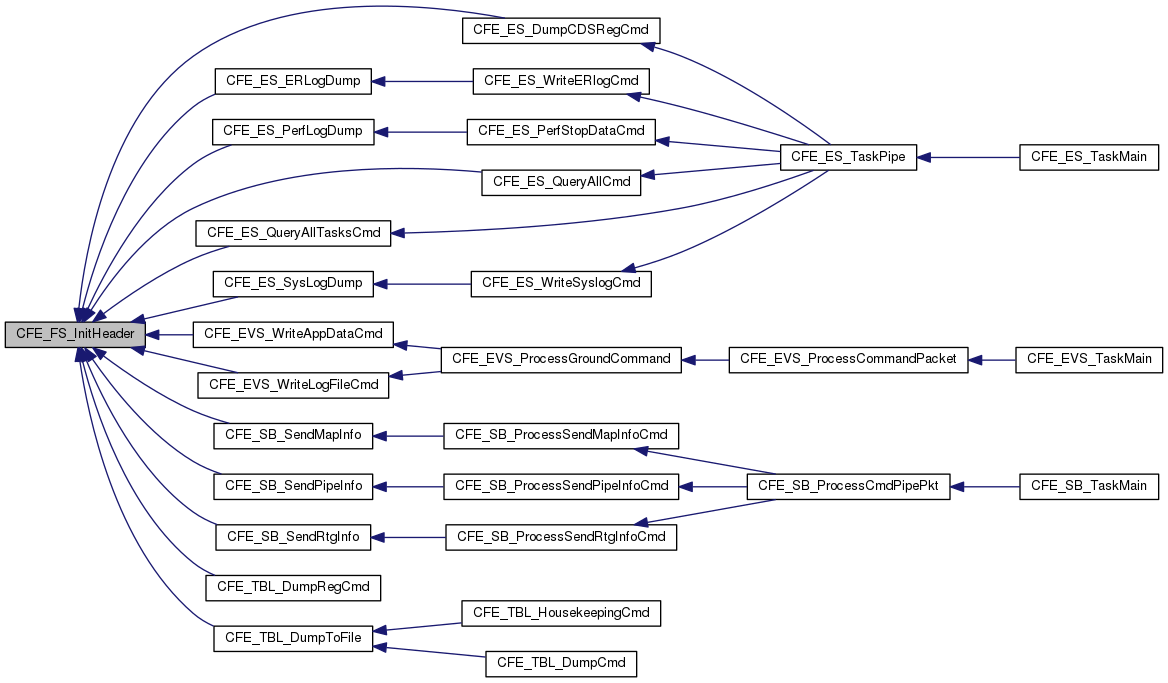 CFE_ES_DumpCDSRegCmd
CFE_ES_ERLogDump
CFE_ES_WriteERlogCmd
CFE_ES_PerfLogDump
CFE_ES_PerfStopDataCmd
CFE_ES_TaskPipe
CFE_ES_TaskMain
CFE_ES_QueryAllCmd
CFE_ES_QueryAllTasksCmd
CFE_ES_SysLogDump
CFE_ES_WriteSyslogCmd
CFE_FS_InitHeader
CFE_EVS_WriteAppDataCmd
CFE_EVS_ProcessGroundCommand
CFE_EVS_ProcessCommandPacket
CFE_EVS_TaskMain
CFE_EVS_WriteLogFileCmd
CFE_SB_SendMapInfo
CFE_SB_ProcessSendMapInfoCmd
CFE_SB_SendPipeInfo
CFE_SB_ProcessSendPipeInfoCmd
CFE_SB_ProcessCmdPipePkt
CFE_SB_TaskMain
CFE_SB_SendRtgInfo
CFE_SB_ProcessSendRtgInfoCmd
CFE_TBL_DumpRegCmd
CFE_TBL_HousekeepingCmd
CFE_TBL_DumpToFile
CFE_TBL_DumpCmd